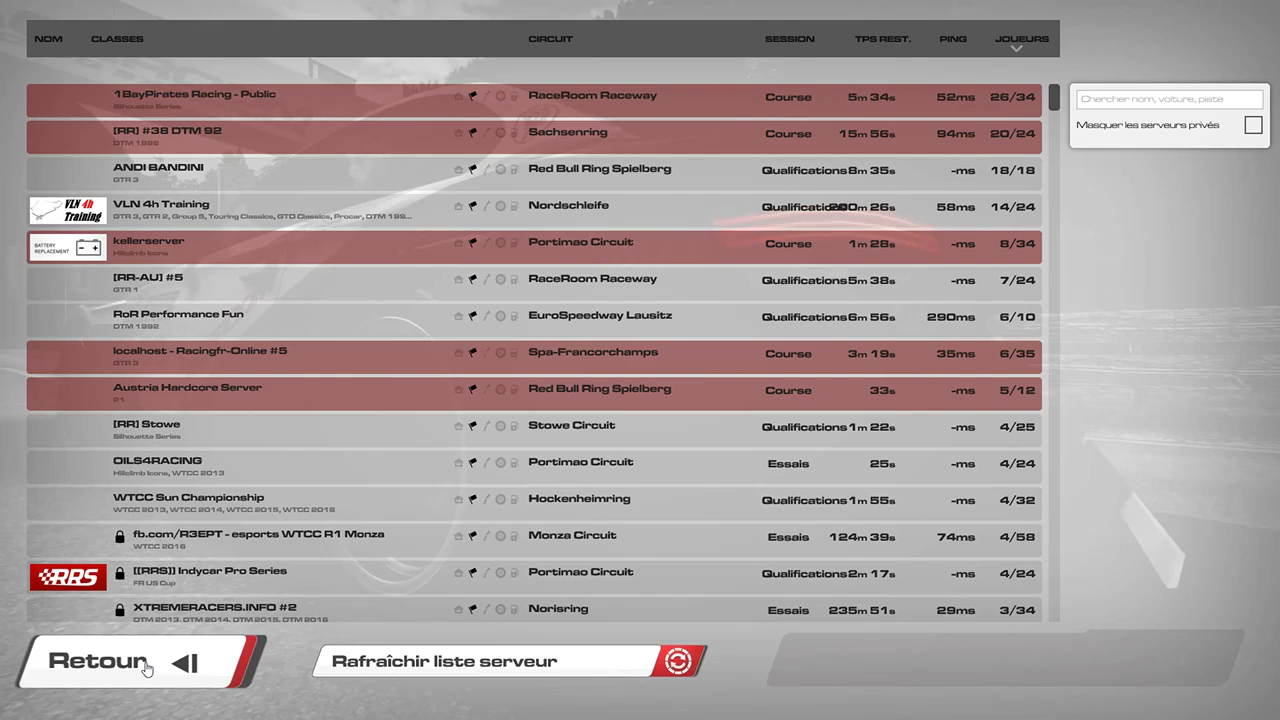 NOM CLASSES CIRCUIT SESSION TPS REST. PING JOUEURS
1BayPirates Racing - Public RaceRoom Raceway Course 5m 34s 52ms 26/34
Silhouette Series
[RR] #38 DTM 92 Sachsenring Course 15m 56s 94ms 20/24
DTM 1992
ANDI BANDINI Red Bull Ring Spielberg Qualifications 8m 35s -ms 18/18
GTR 3
VLN 4h Training VLN 4h Training Nordschleife 58ms 14/24
GTR 3, GTR 2, Group 5, Touring Classics, GTO Classics, Procar, DTM 199...
BATTERY REPLACEMENT kellerserver Portimao Circuit Course 1m 28s -ms 8/34
Hillclimb Icons
[RR-AU] #5 RaceRoom Raceway Qualifications 5m 38s -ms 7/24
GTR 1
RoR Performance Fun EuroSpeedway Lausitz Qualifications 6m 56s 290ms 6/10
DTM 1992
localhost - Racingfr-Online #5 Spa-Francorchamps Course 3m 19s 35ms 6/35
GTR 3
Austria Hardcore Server Red Bull Ring Spielberg Course 33s -ms 5/12
P1
[RR] Stowe Stowe Circuit Qualifications 1m 22s -ms 4/25
Silhouette Series
OILS4RACING Portimao Circuit Essais 25s -ms 4/24
Hillclimb Icons, WTCC 2013
WTCC Sun Championship Hockenheimring Qualifications 1m 55s -ms 4/32
WTCC 2013, WTCC 2014, WTCC 2015, WTCC 2016
fb.com/R3EPT - esports WTCC R1 Monza Monza Circuit Essais 124m 39s 74ms 4/58
WTCC 2016
RRS [[RRS]] Indycar Pro Series Portimao Circuit Qualifications 2m 17s -ms 4/24
FR US Cup
XTREMERACERS.INFO #2 Norisring Essais 235m 51s 29ms 3/34
DTM 2013, DTM 2014, DTM 2015, DTM 2016
Chercher nom, voiture, piste
Masquer les serveurs privés
Retour Rafraîchir liste serveur